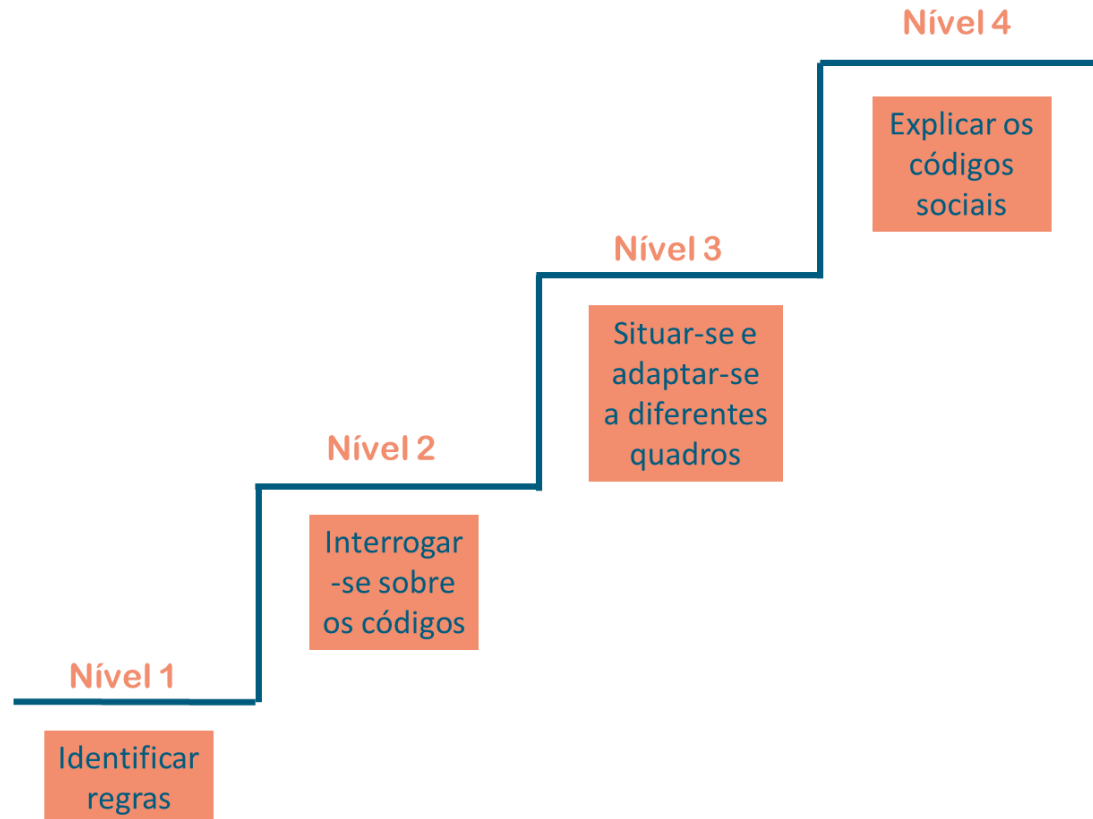 Nível 4
Explicar os
códigos
sociais
Nível 3
Situar-se e
adaptar-se
a diferentes
quadros
Nível 2
Interrogar
-se sobre
os códigos
Nível 1
Identificar
regras